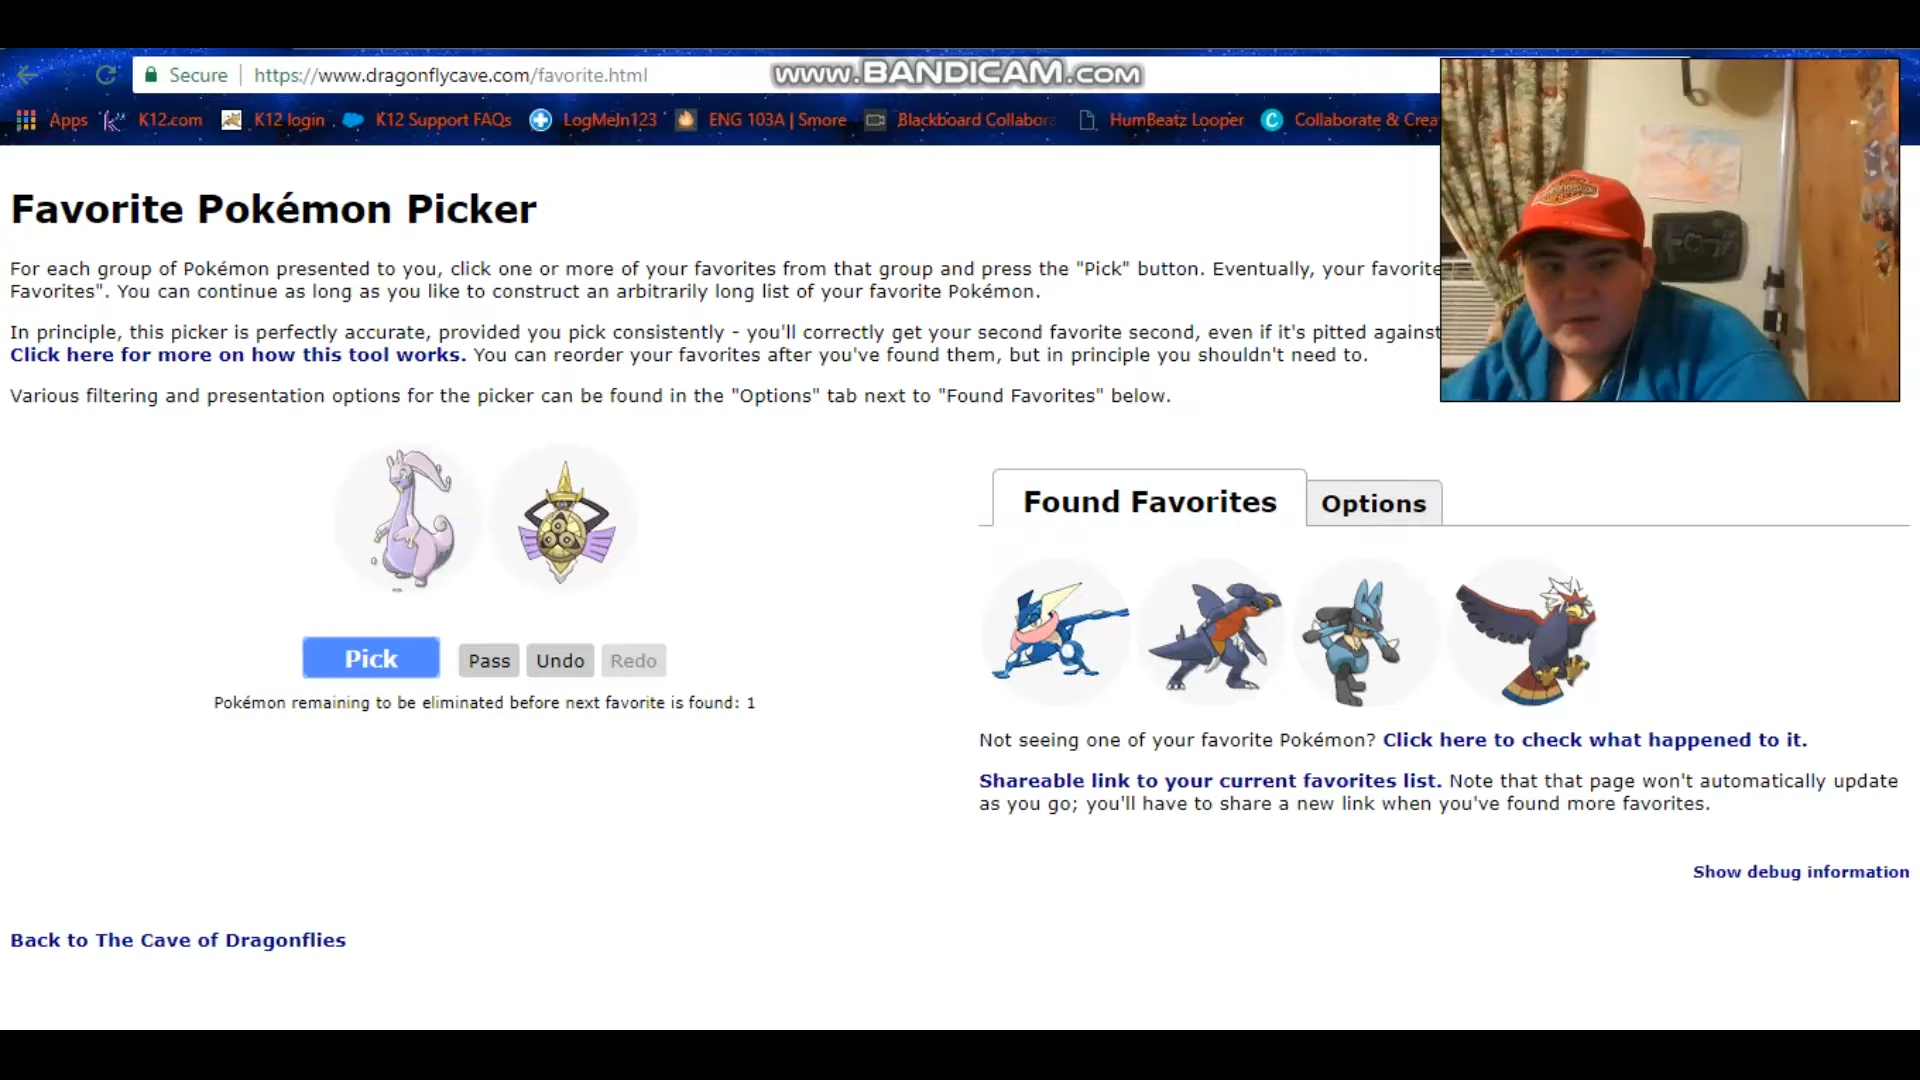 Secure https://www.dragonflycave.com/favorite.html
www.BANDICAM.com
Apps K12.com K12 login K12 Support FAQs LogMeIn123 ENG 103A | Smore Blackboard Collabora HumBeatz Looper Collaborate & Crea
Favorite Pokémon Picker
For each group of Pokémon presented to you, click one or more of your favorites from that group and press the "Pick" button. Eventually, your favorite
Favorites". You can continue as long as you like to construct an arbitrarily long list of your favorite Pokémon.
In principle, this picker is perfectly accurate, provided you pick consistently - you'll correctly get your second favorite second, even if it's pitted against
Click here for more on how this tool works. You can reorder your favorites after you've found them, but in principle you shouldn't need to.
Various filtering and presentation options for the picker can be found in the "Options" tab next to "Found Favorites" below.
Found Favorites Options
Pick Pass Undo Redo
Pokémon remaining to be eliminated before next favorite is found: 1
Not seeing one of your favorite Pokémon? Click here to check what happened to it.
Shareable link to your current favorites list. Note that that page won't automatically update
as you go; you'll have to share a new link when you've found more favorites.
Show debug information
Back to The Cave of Dragonflies